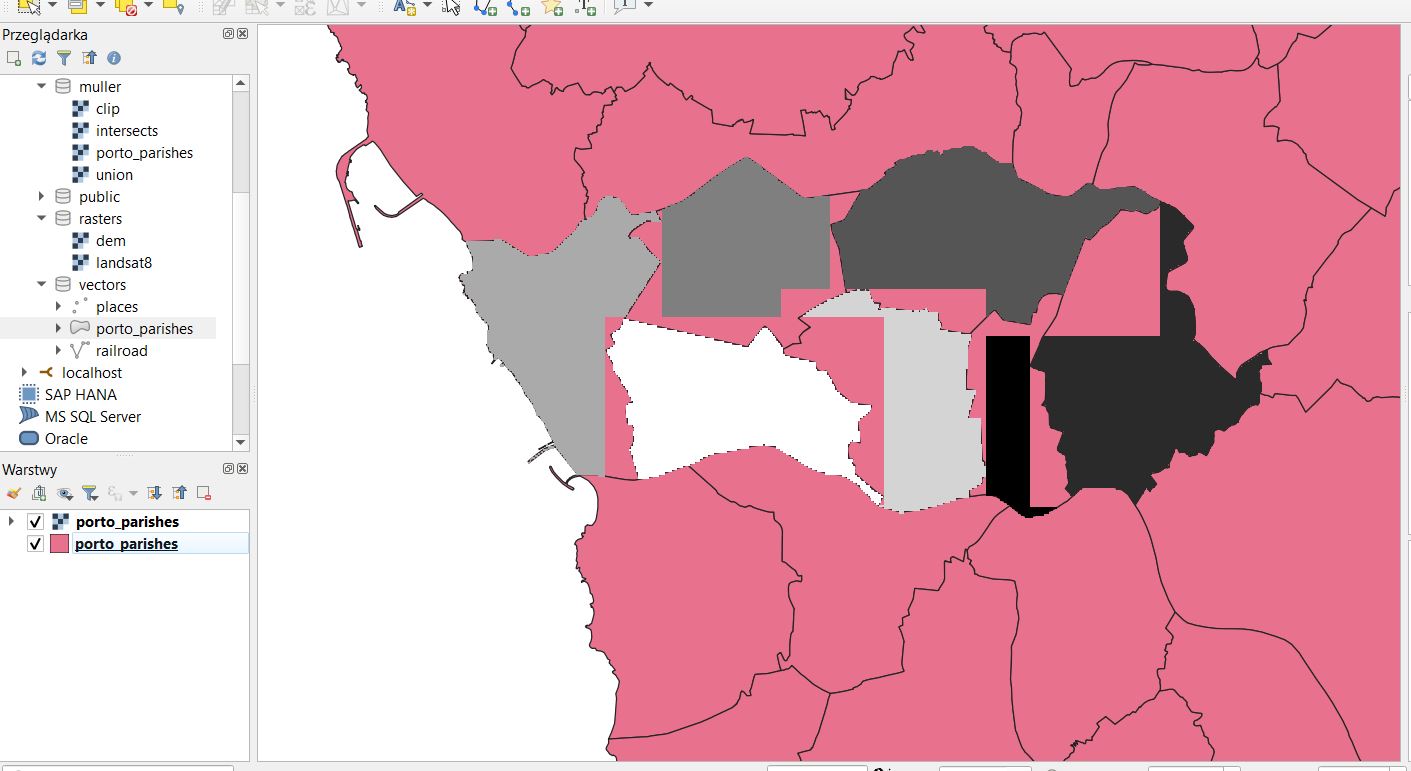 Przeglądarka
muller
clip
intersects
porto_parishes
union
public
rasters
dem
landsat8
vectors
places
porto_parishes
railroad
localhost
SAP HANA
MS SQL Server
Oracle
Warstwy
porto_parishes
porto_parishes